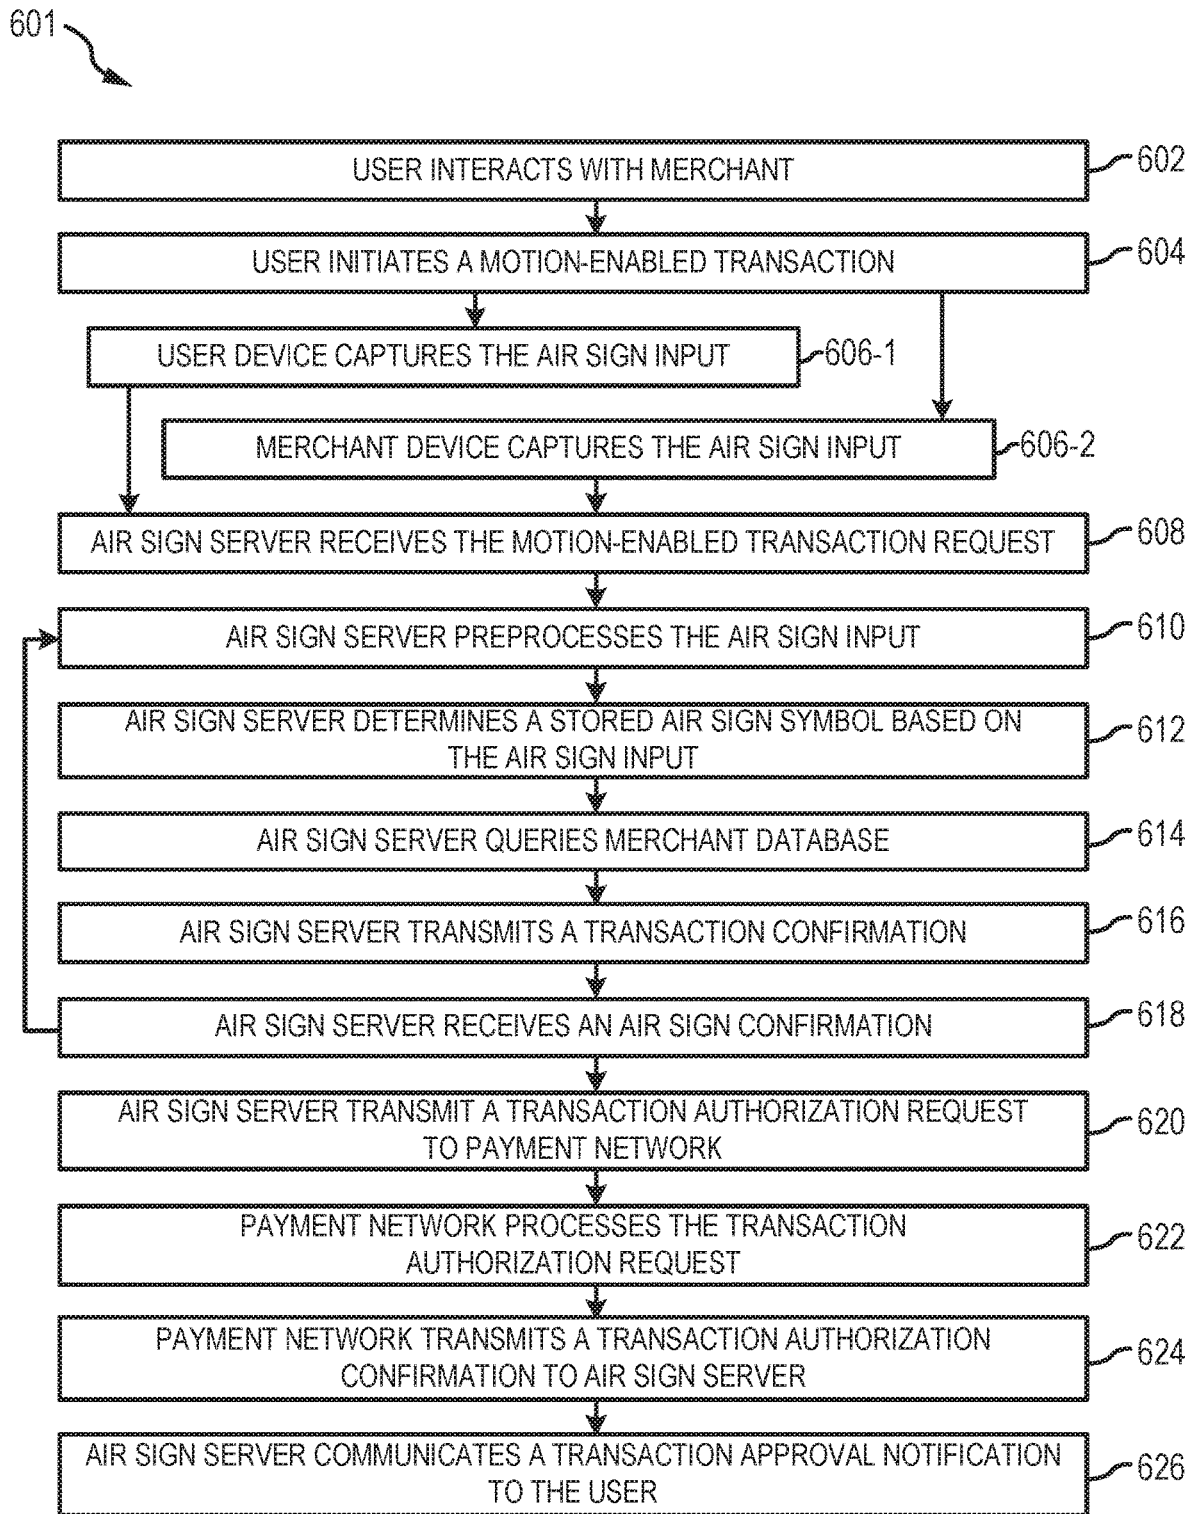 601
USER INTERACTS WITH MERCHANT
602
USER INITIATES A MOTION-ENABLED TRANSACTION
604
USER DEVICE CAPTURES THE AIR SIGN INPUT
606-1
MERCHANT DEVICE CAPTURES THE AIR SIGN INPUT
606-2
AIR SIGN SERVER RECEIVES THE MOTION-ENABLED TRANSACTION REQUEST
608
AIR SIGN SERVER PREPROCESSES THE AIR SIGN INPUT
610
AIR SIGN SERVER DETERMINES A STORED AIR SIGN SYMBOL BASED ON
THE AIR SIGN INPUT
612
AIR SIGN SERVER QUERIES MERCHANT DATABASE
614
AIR SIGN SERVER TRANSMITS A TRANSACTION CONFIRMATION
616
AIR SIGN SERVER RECEIVES AN AIR SIGN CONFIRMATION
618
AIR SIGN SERVER TRANSMIT A TRANSACTION AUTHORIZATION REQUEST
TO PAYMENT NETWORK
620
PAYMENT NETWORK PROCESSES THE TRANSACTION
AUTHORIZATION REQUEST
622
PAYMENT NETWORK TRANSMITS A TRANSACTION AUTHORIZATION
CONFIRMATION TO AIR SIGN SERVER
624
AIR SIGN SERVER COMMUNICATES A TRANSACTION APPROVAL NOTIFICATION
TO THE USER
626